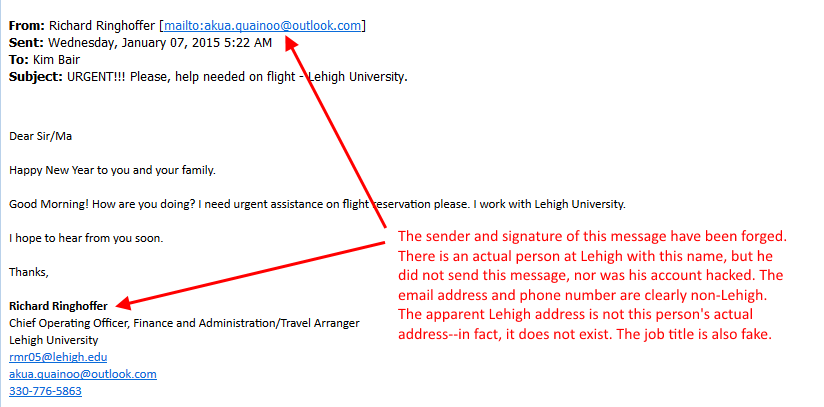 From: Richard Ringhoffer [mailto:akua.quainoo@outlook.com]
Sent: Wednesday, January 07, 2015 5:22 AM
To: Kim Bair
Subject: URGENT!!! Please, help needed on flight - Lehigh University.
Dear Sir/Ma
Happy New Year to you and your family.
Good Morning! How are you doing? I need urgent assistance on flight reservation please. I work with Lehigh University.
I hope to hear from you soon.
Thanks,
Richard Ringhoffer
Chief Operating Officer, Finance and Administration/Travel Arranger
Lehigh University
rmr05@lehigh.edu
akua.quainoo@outlook.com
330-776-5863
The sender and signature of this message have been forged.
There is an actual person at Lehigh with this name, but he
did not send this message, nor was his account hacked. The
email address and phone number are clearly non-Lehigh.
The apparent Lehigh address is not this person's actual
address--in fact, it does not exist. The job title is also fake.